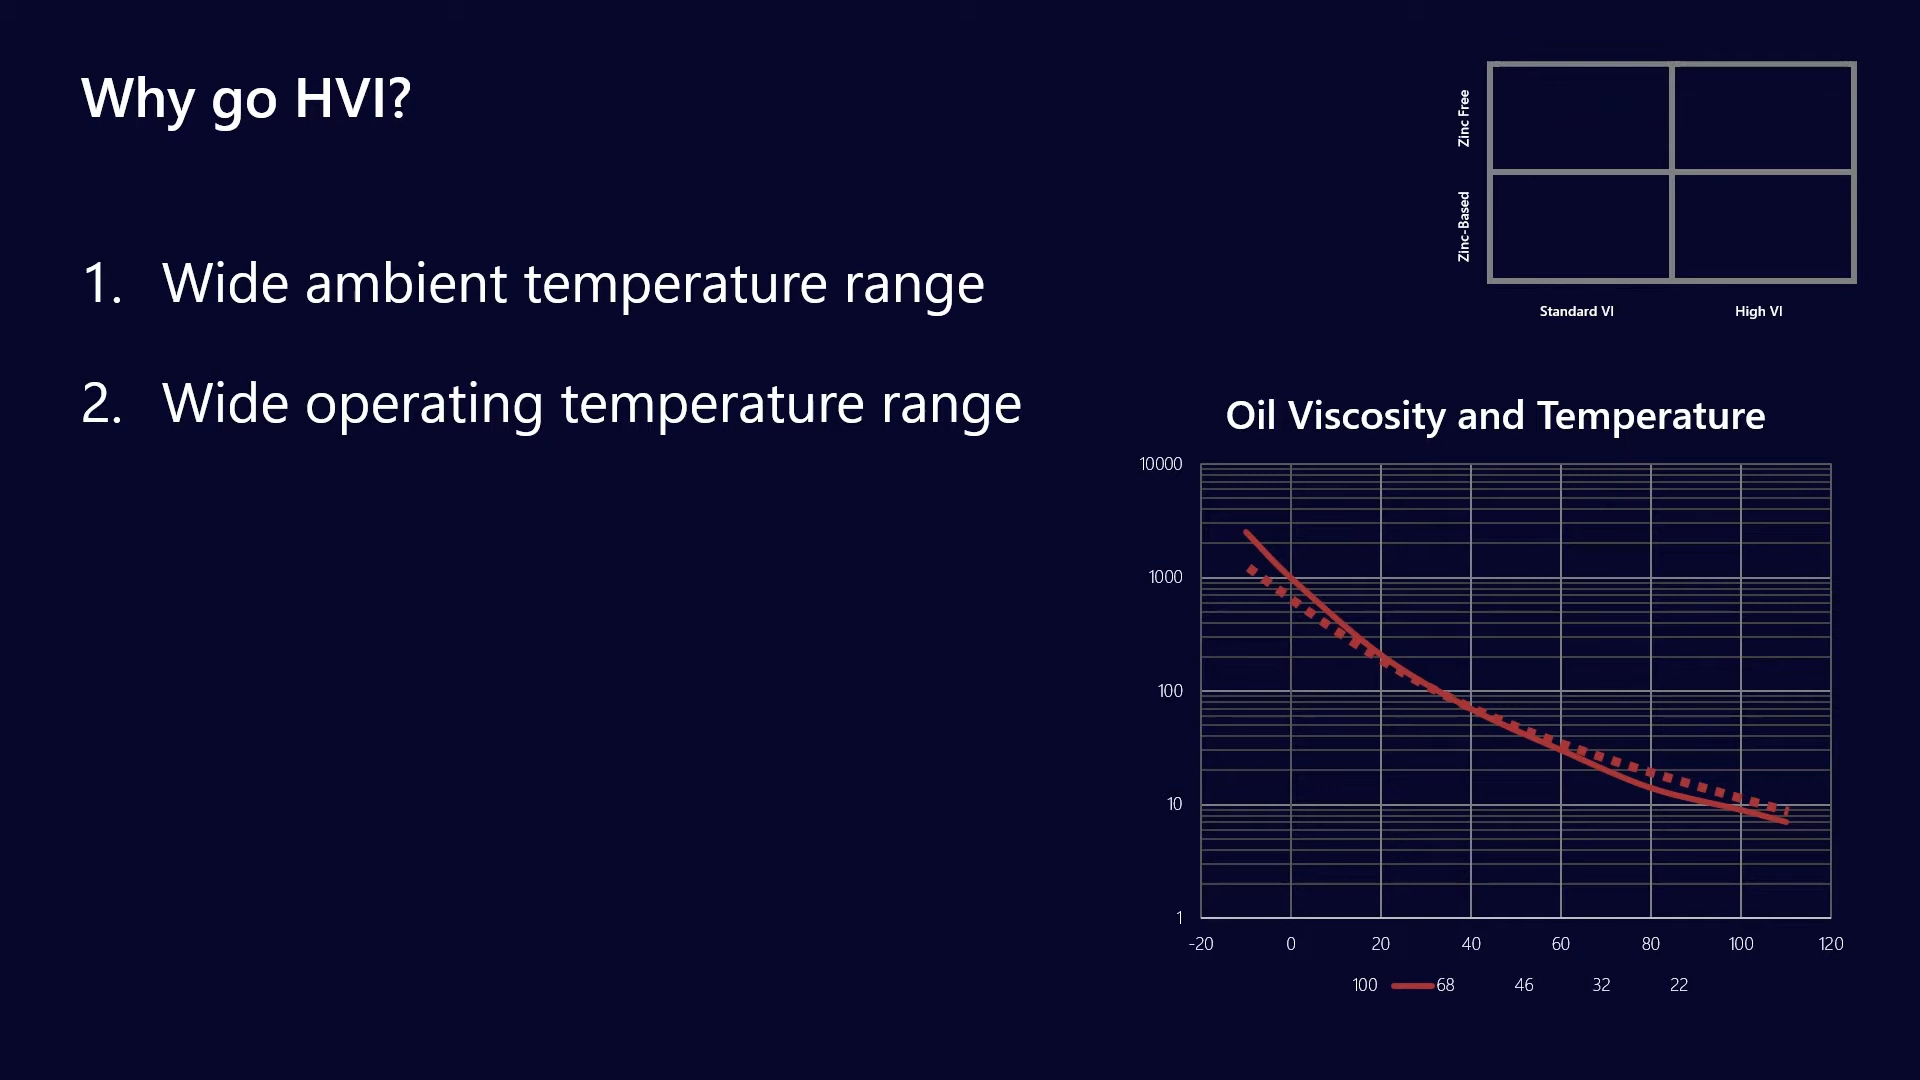 Why go HVI?
1. Wide ambient temperature range
2. Wide operating temperature range
Zinc Free
Zinc-Based
Standard VI
High VI
Oil Viscosity and Temperature
10000
1000
100
10
1
-20 0 20 40 60 80 100 120
100 68 46 32 22